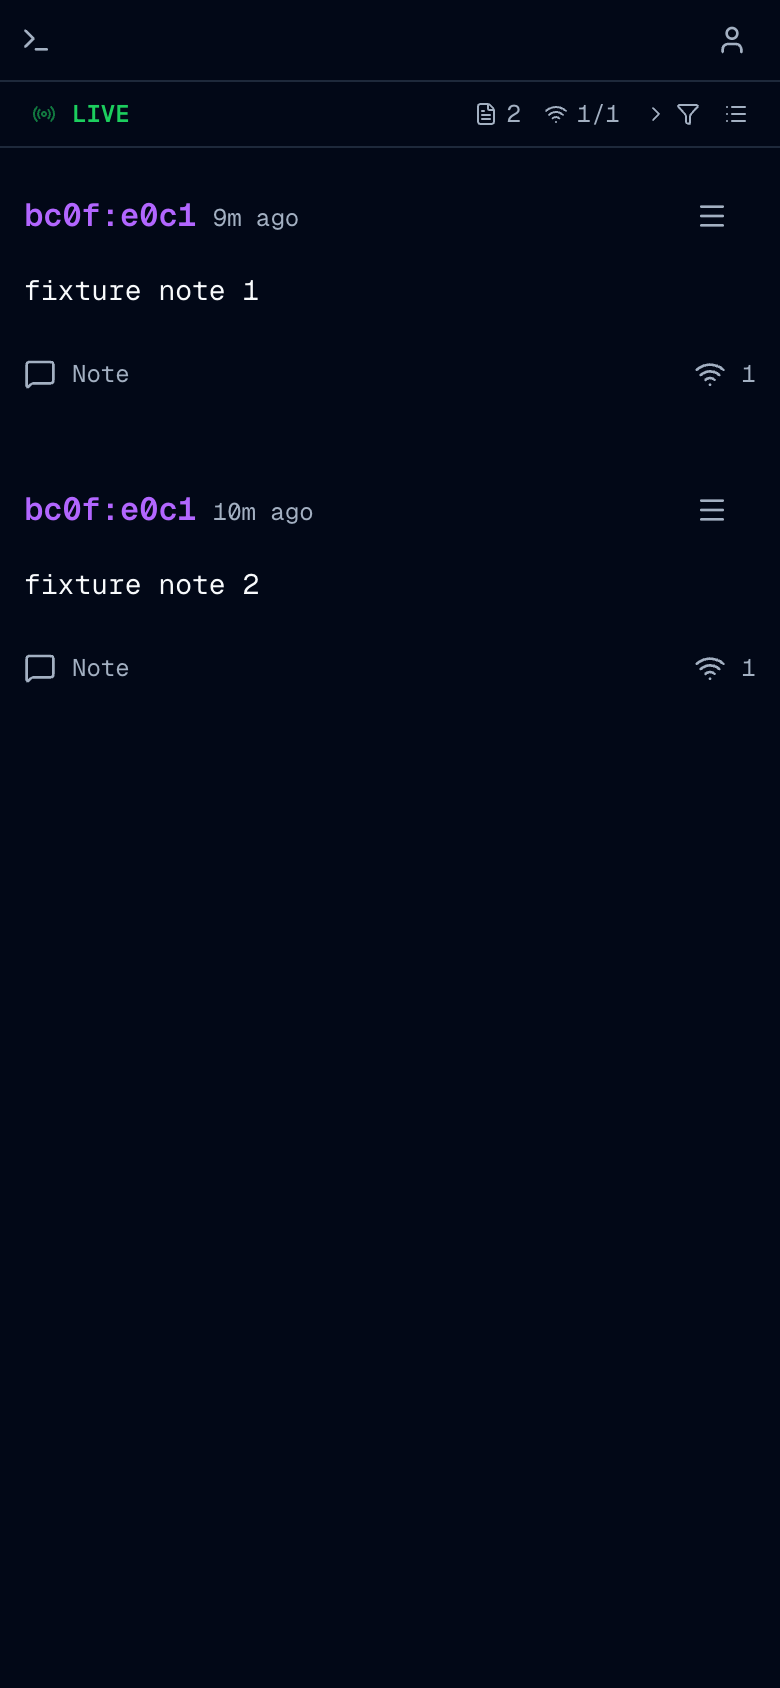 LIVE 2 1/1
bc0f:e0c1 9m ago
fixture note 1
Note 1
bc0f:e0c1 10m ago
fixture note 2
Note 1